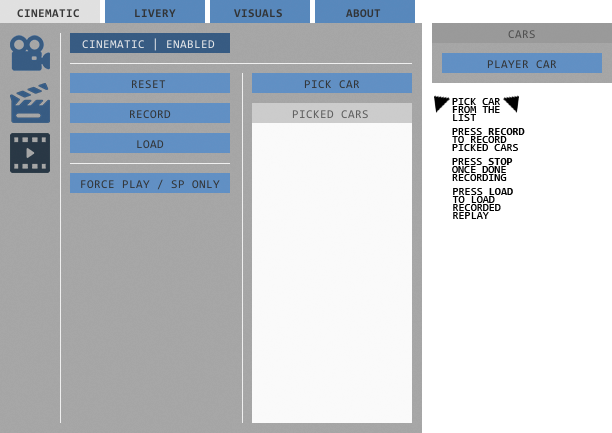 CINEMATIC LIVERY VISUALS ABOUT
CINEMATIC | ENABLED
RESET
RECORD
LOAD
FORCE PLAY / SP ONLY
PICK CAR
PICKED CARS
CARS
PLAYER CAR
PICK CAR
FROM THE
LIST
PRESS RECORD
TO RECORD
PICKED CARS
PRESS STOP
ONCE DONE
RECORDING
PRESS LOAD
TO LOAD
RECORDED
REPLAY